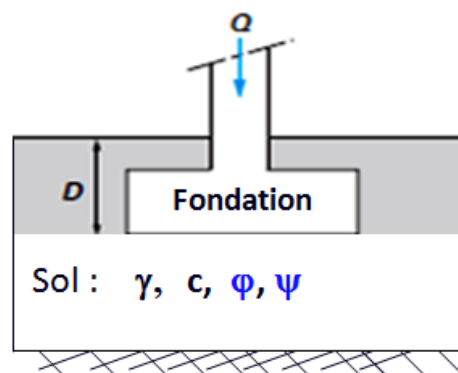 Q
D
Fondation
Sol : γ, c, φ, ψ